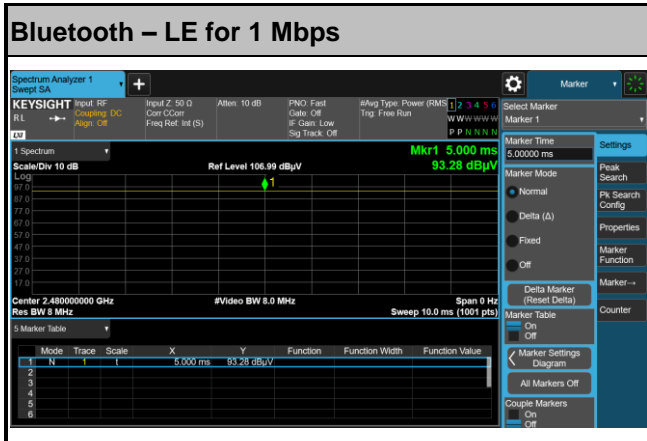 Bluetooth – LE for 1 Mbps
Spectrum Analyzer 1
Swept SA
+
Marker
KEYSIGHT Input: RF Input Z: 50 Ω Atten: 10 dB PNO: Fast #Avg Type: Power (RMS 1 2 3 4 5 6
RL Coupling: DC Corr CCorr Gate: Off Trig: Free Run W W W W W W
Align: Off Freq Ref: Int (S) IF Gain: Low P P N N N N
LXI Sig Track: Off
Select Marker
Marker 1
1 Spectrum Mkr1 5.000 ms
Scale/Div 10 dB Ref Level 106.99 dBµV 93.28 dBµV
Log
97.0
87.0
77.0
67.0
57.0
47.0
37.0
27.0
17.0
1
Center 2.480000000 GHz #Video BW 8.0 MHz Span 0 Hz
Res BW 8 MHz Sweep 10.0 ms (1001 pts)
5 Marker Table
Mode Trace Scale X Y Function Function Width Function Value
1 N 1 t 5.000 ms 93.28 dBµV
2
3
4
5
6
Marker Time
5.00000 ms
Marker Mode
Normal
Delta (Δ)
Fixed
Off
Delta Marker
(Reset Delta)
Marker Table
On
Off
Marker Settings
Diagram
All Markers Off
Couple Markers
On
Off
Settings
Peak
Search
Pk Search
Config
Properties
Marker
Function
Marker→
Counter